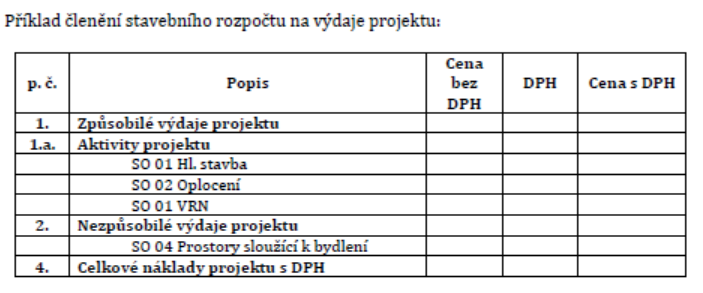 Příklad členění stavebního rozpočtu na výdaje projektu:
p. č. Popis Cena bez DPH DPH Cena s DPH
1. Způsobilé výdaje projektu
1.a. Aktivity projektu
SO 01 Hl. stavba
SO 02 Oplocení
SO 01 VRN
2. Nezpůsobilé výdaje projektu
SO 04 Prostory sloužící k bydlení
4. Celkové náklady projektu s DPH